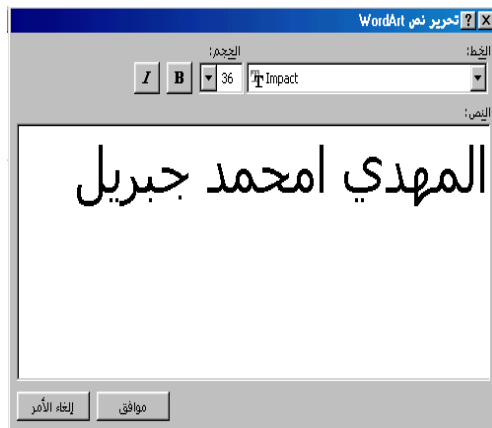 تحرير نص WordArt
الخط:
الحجم:
Impact
36
B
I
النص:
المهدي امحمد جبريل
موافق
إلغاء الأمر